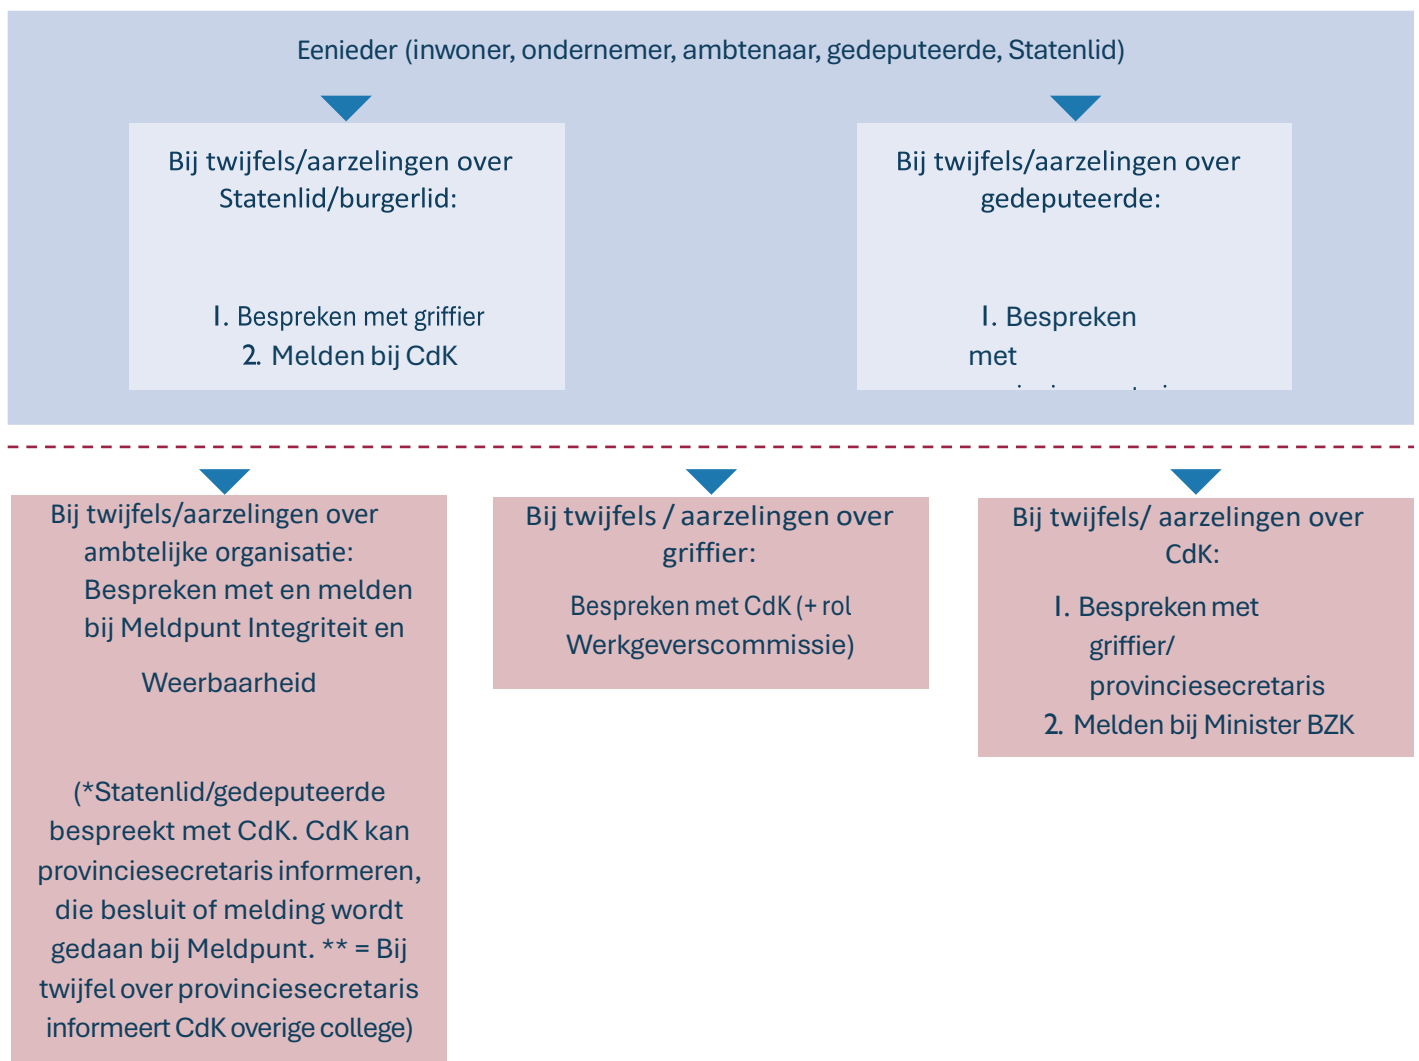 Eenieder (inwoner, ondernemer, ambtenaar, gedeputeerde, Statenlid)
Bij twijfels/aarzelingen over
Statenlid/burgerlid:
1. Bespreken met griffier
2. Melden bij CdK
Bij twijfels/aarzelingen over
gedeputeerde:
1. Bespreken
met
Bij twijfels/aarzelingen over
ambtelijke organisatie:
Bespreken met en melden
bij Meldpunt Integriteit en
Weerbaarheid
(*Statenlid/gedeputeerde
bespreekt met CdK. CdK kan
provinciesecretaris informeren,
die besluit of melding wordt
gedaan bij Meldpunt. ** = Bij
twijfel over provinciesecretaris
informeert CdK overige college)
Bij twijfels / aarzelingen over
griffier:
Bespreken met CdK (+ rol
Werkgeverscommissie)
Bij twijfels/ aarzelingen over
CdK:
1. Bespreken met
griffier/
provinciesecretaris
2. Melden bij Minister BZK